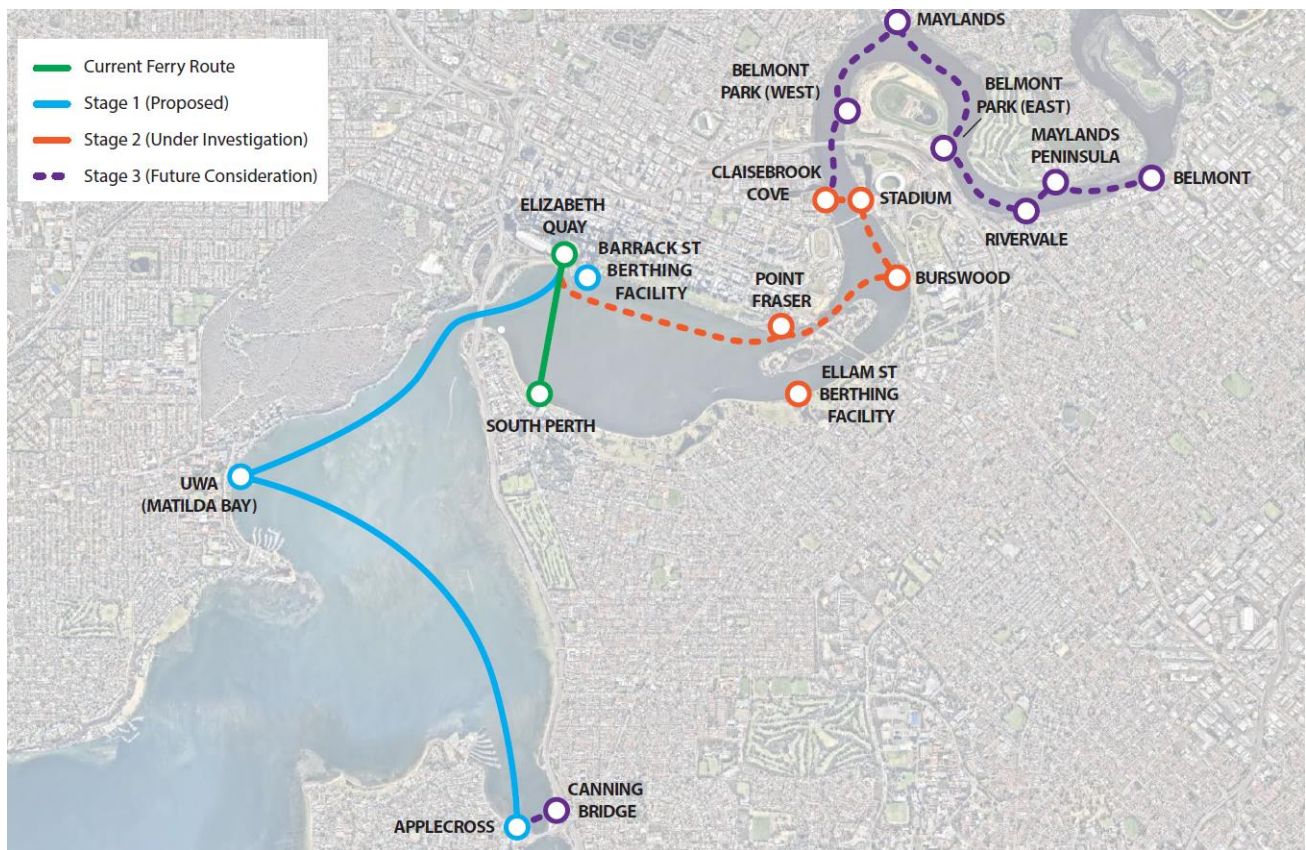 Current Ferry Route
Stage 1 (Proposed)
Stage 2 (Under Investigation)
Stage 3 (Future Consideration)
MAYLANDS
BELMONT
PARK (WEST)
BELMONT
PARK (EAST)
MAYLANDS
PENINSULA
BELMONT
CLAISEBROOK
COVE
STADIUM
RIVERVALE
ELIZABETH
QUAY
BARRACK ST
BERTHING
FACILITY
POINT
FRASER
BURSWOOD
SOUTH PERTH
ELLAM ST
BERTHING
FACILITY
UWA
(MATILDA BAY)
CANNING
BRIDGE
APPLECROSS